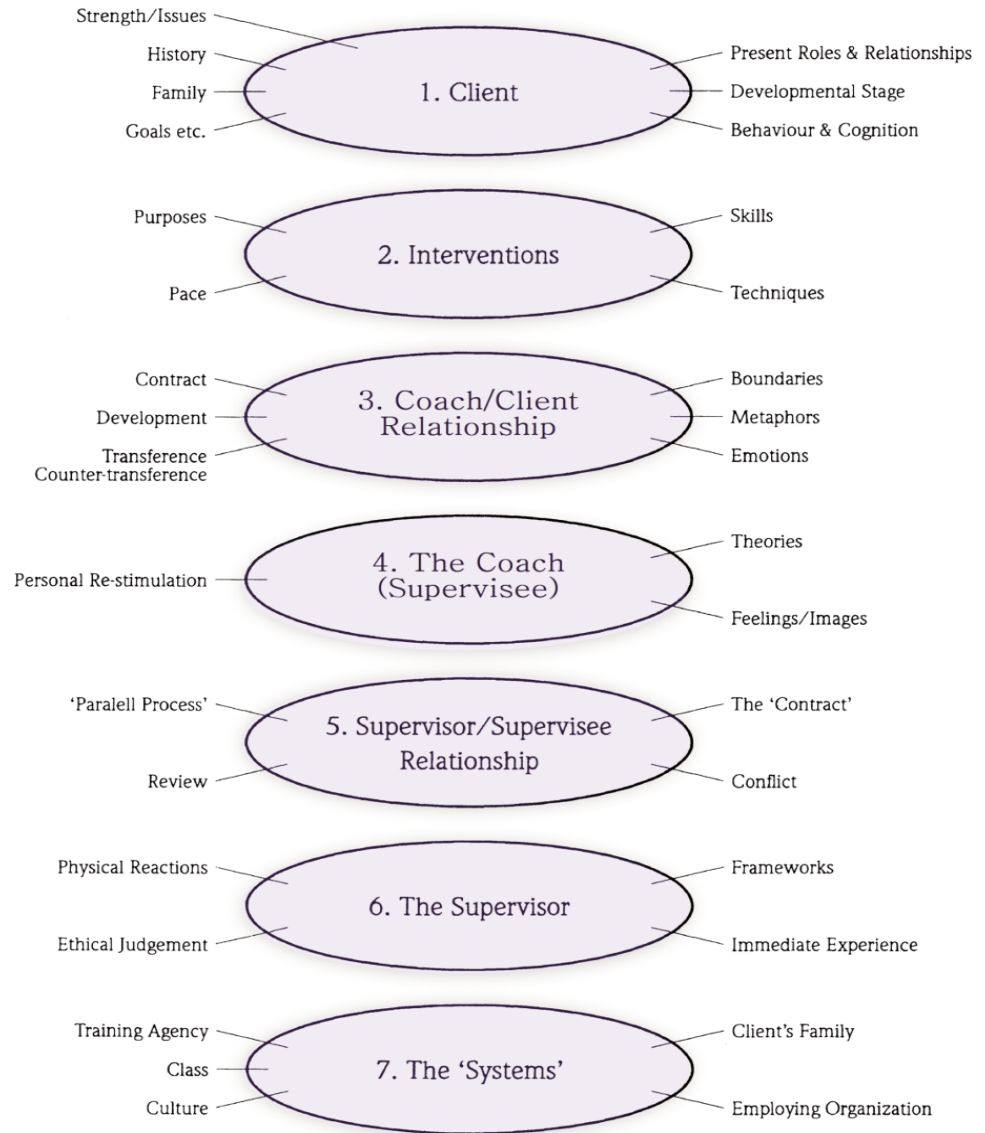 Strength/Issues
History
Family
Goals etc.
1. Client
Present Roles & Relationships
Developmental Stage
Behaviour & Cognition
Purposes
Pace
2. Interventions
Skills
Techniques
Contract
Development
Transference
Counter-transference
3. Coach/Client
Relationship
Boundaries
Metaphors
Emotions
Personal Re-stimulation
4. The Coach
(Supervisee)
Theories
Feelings/Images
‘Paralell Process’
Review
5. Supervisor/Supervisee
Relationship
The ‘Contract’
Conflict
Physical Reactions
Ethical Judgement
6. The Supervisor
Frameworks
Immediate Experience
Training Agency
Class
Culture
7. The ‘Systems’
Client’s Family
Employing Organization